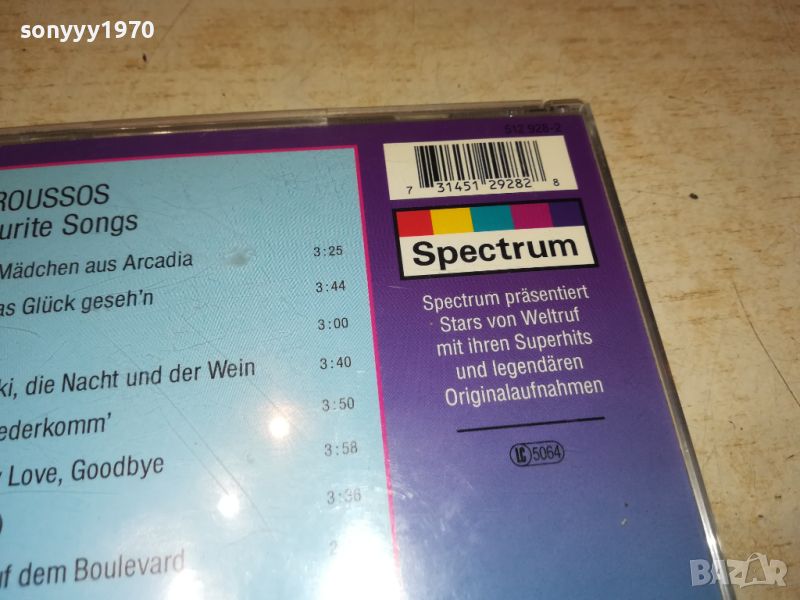 sonyyy1970
512 928-2
7 31451 29282 8
Spectrum
Spectrum präsentiert
Stars von Weltruf
mit ihren Superhits
und legendären
Originalaufnahmen
LC 5064
ROUSSOS
urite Songs
Mädchen aus Arcadia 3:25
as Glück geseh'n 3:44
3:00
ki, die Nacht und der Wein 3:40
ederkomm' 3:50
y Love, Goodbye 3:58
) 3:36
uf dem Boulevard
BAZAR